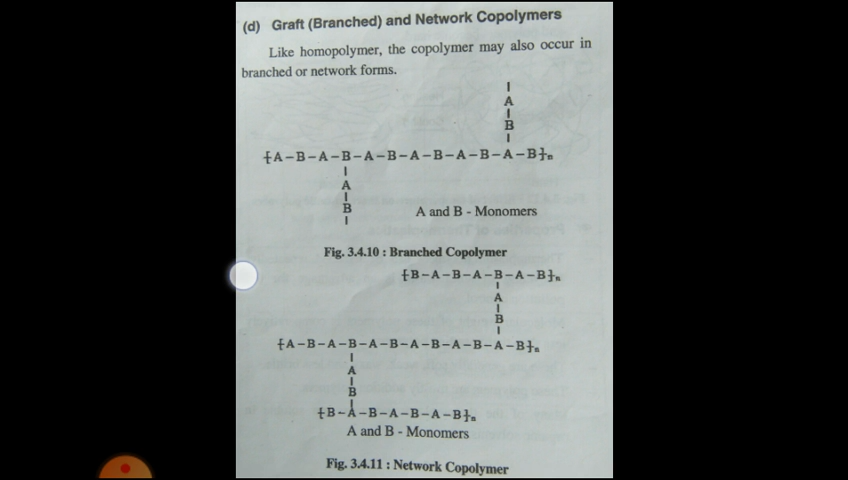 (d) Graft (Branched) and Network Copolymers
Like homopolymer, the copolymer may also occur in
branched or network forms.
A
B
[A-B-A-B-A-B-A-B-A-B-A-B]n
A
B
A and B - Monomers
Fig. 3.4.10 : Branched Copolymer
[B-A-B-A-B-A-B]n
A
B
[A-B-A-B-A-B-A-B-A-B-A-B]n
A
B
[B-A-B-A-B-A-B]n
A and B - Monomers
Fig. 3.4.11 : Network Copolymer